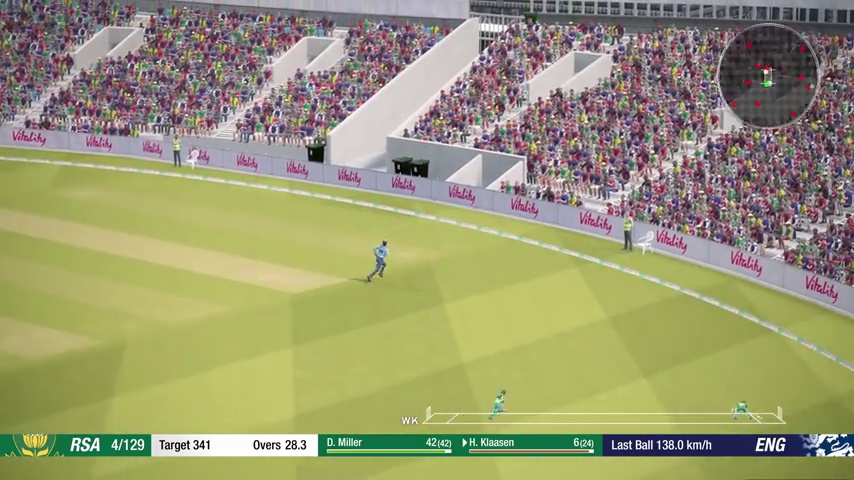 Vitality Vitality Vitality Vitality Vitality Vitality Vitality Vitality Vitality Vitality Vitality Vitality Vitality Vitality
WK
RSA 4/129 Target 341 Overs 28.3 D. Miller 42 (42) H. Klaasen 6 (24) Last Ball 138.0 km/h ENG